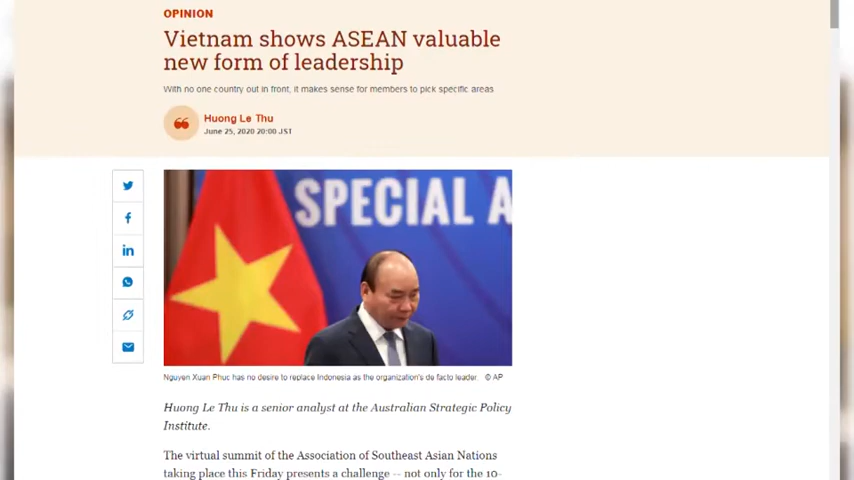 OPINION
Vietnam shows ASEAN valuable
new form of leadership
With no one country out in front, it makes sense for members to pick specific areas
Huong Le Thu
June 25, 2020 20:00 JST
SPECIAL A
Nguyen Xuan Phuc has no desire to replace Indonesia as the organization's de facto leader. © AP
Huong Le Thu is a senior analyst at the Australian Strategic Policy
Institute.
The virtual summit of the Association of Southeast Asian Nations
taking place this Friday presents a challenge -- not only for the 10-